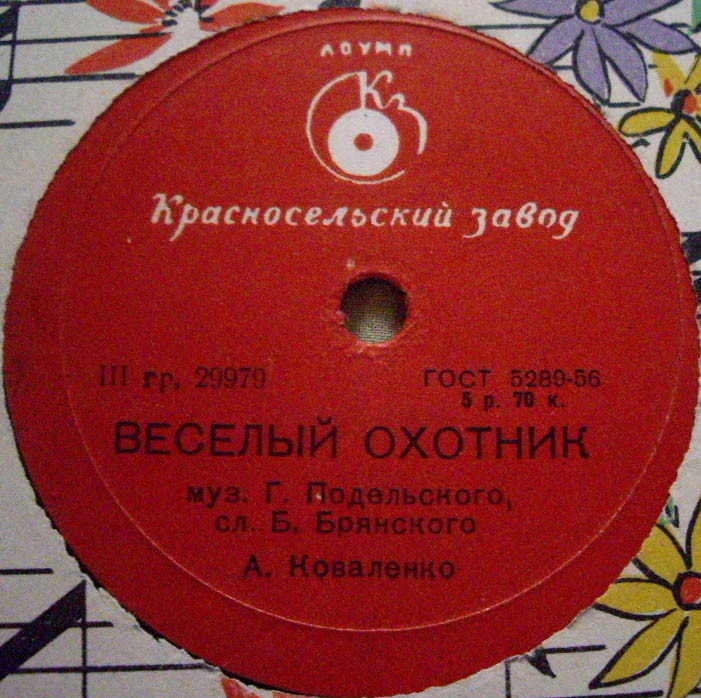 ЛОУМП
Кз
Красносельский завод
III гр. 29979 ГОСТ 5289-56
5 р. 70 к.
ВЕСЕЛЫЙ ОХОТНИК
муз. Г. Подельского,
сл. Б. Брянского
А. Коваленко